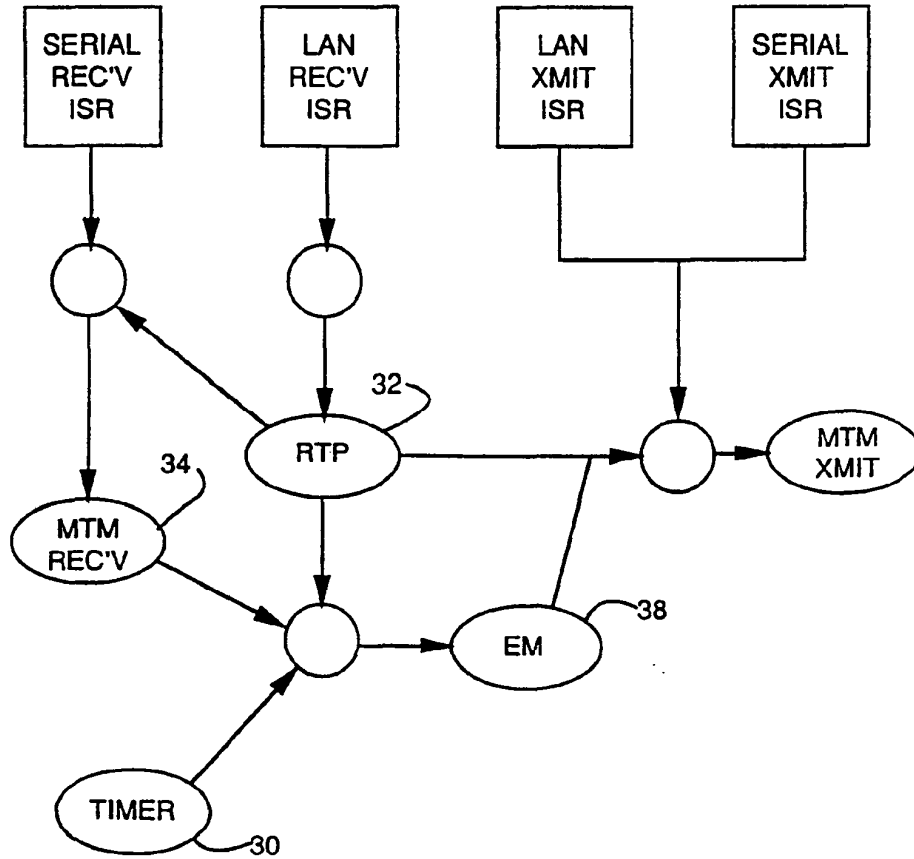 SERIAL
REC'V
ISR
LAN
REC'V
ISR
LAN
XMIT
ISR
SERIAL
XMIT
ISR
32
RTP
MTM
XMIT
34
MTM
REC'V
38
EM
TIMER
30